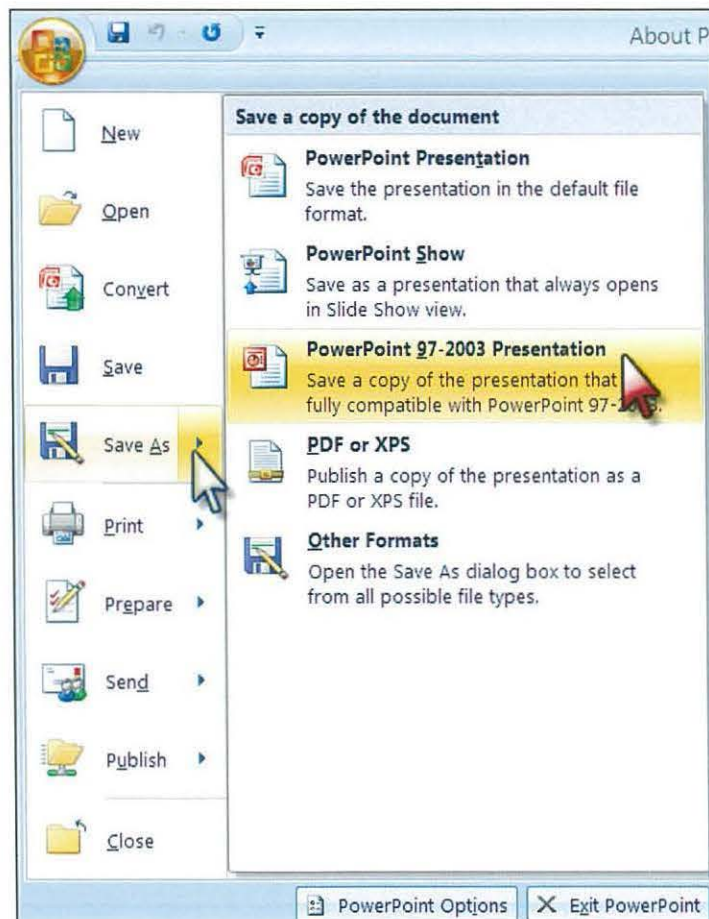 About P
New
Open
Convert
Save
Save As
Print
Prepare
Send
Publish
Close
Save a copy of the document
PowerPoint Presentation
Save the presentation in the default file
format.
PowerPoint Show
Save as a presentation that always opens
in Slide Show view.
PowerPoint 97-2003 Presentation
Save a copy of the presentation that
fully compatible with PowerPoint
PDF or XPS
Publish a copy of the presentation as a
PDF or XPS file.
Other Formats
Open the Save As dialog box to select
from all possible file types.
PowerPoint Options
Exit PowerPoint